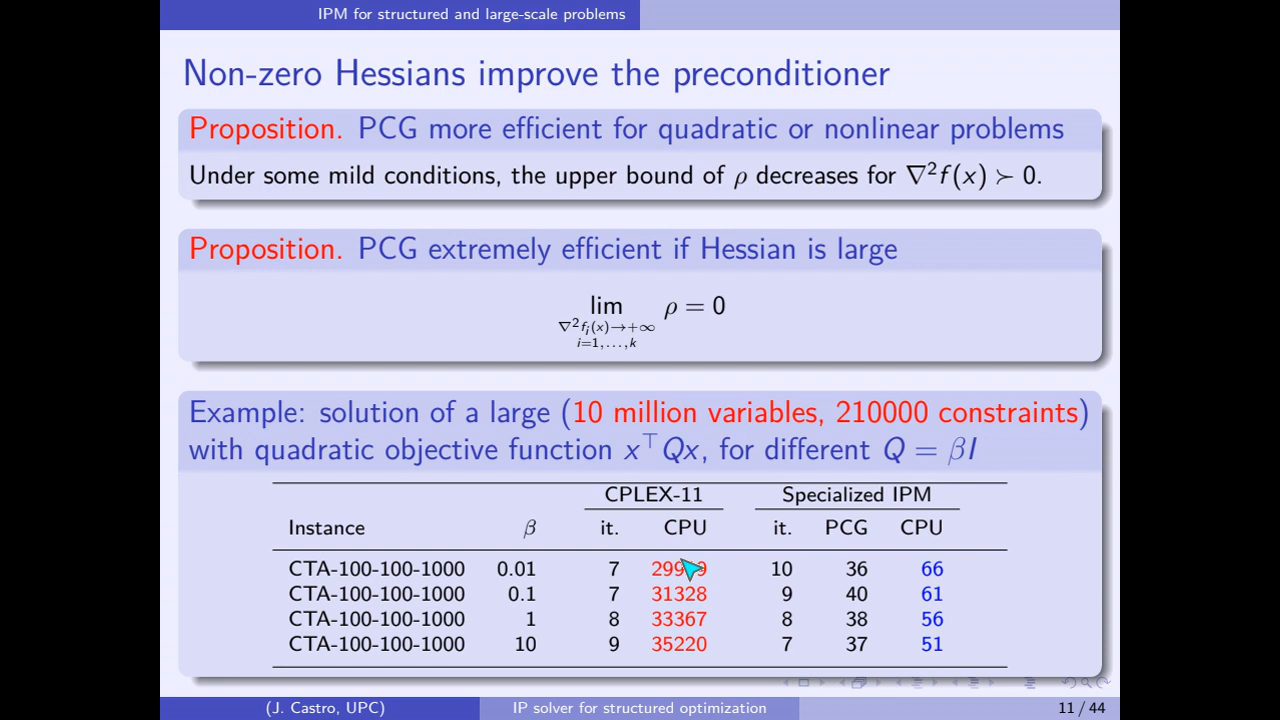 IPM for structured and large-scale problems
Non-zero Hessians improve the preconditioner
Proposition. PCG more efficient for quadratic or nonlinear problems
Under some mild conditions, the upper bound of ρ decreases for ∇²f(x) ≻ 0.
Proposition. PCG extremely efficient if Hessian is large
lim ρ = 0
∇²fᵢ(x)→+∞
i=1,...,k
Example: solution of a large (10 million variables, 210000 constraints)
with quadratic objective function x⊤Qx, for different Q = βI
CPLEX-11 Specialized IPM
Instance β it. CPU it. PCG CPU
CTA-100-100-1000 0.01 7 10 36 66
CTA-100-100-1000 0.1 7 31328 9 40 61
CTA-100-100-1000 1 8 33367 8 38 56
CTA-100-100-1000 10 9 35220 7 37 51
(J. Castro, UPC) IP solver for structured optimization 11 / 44